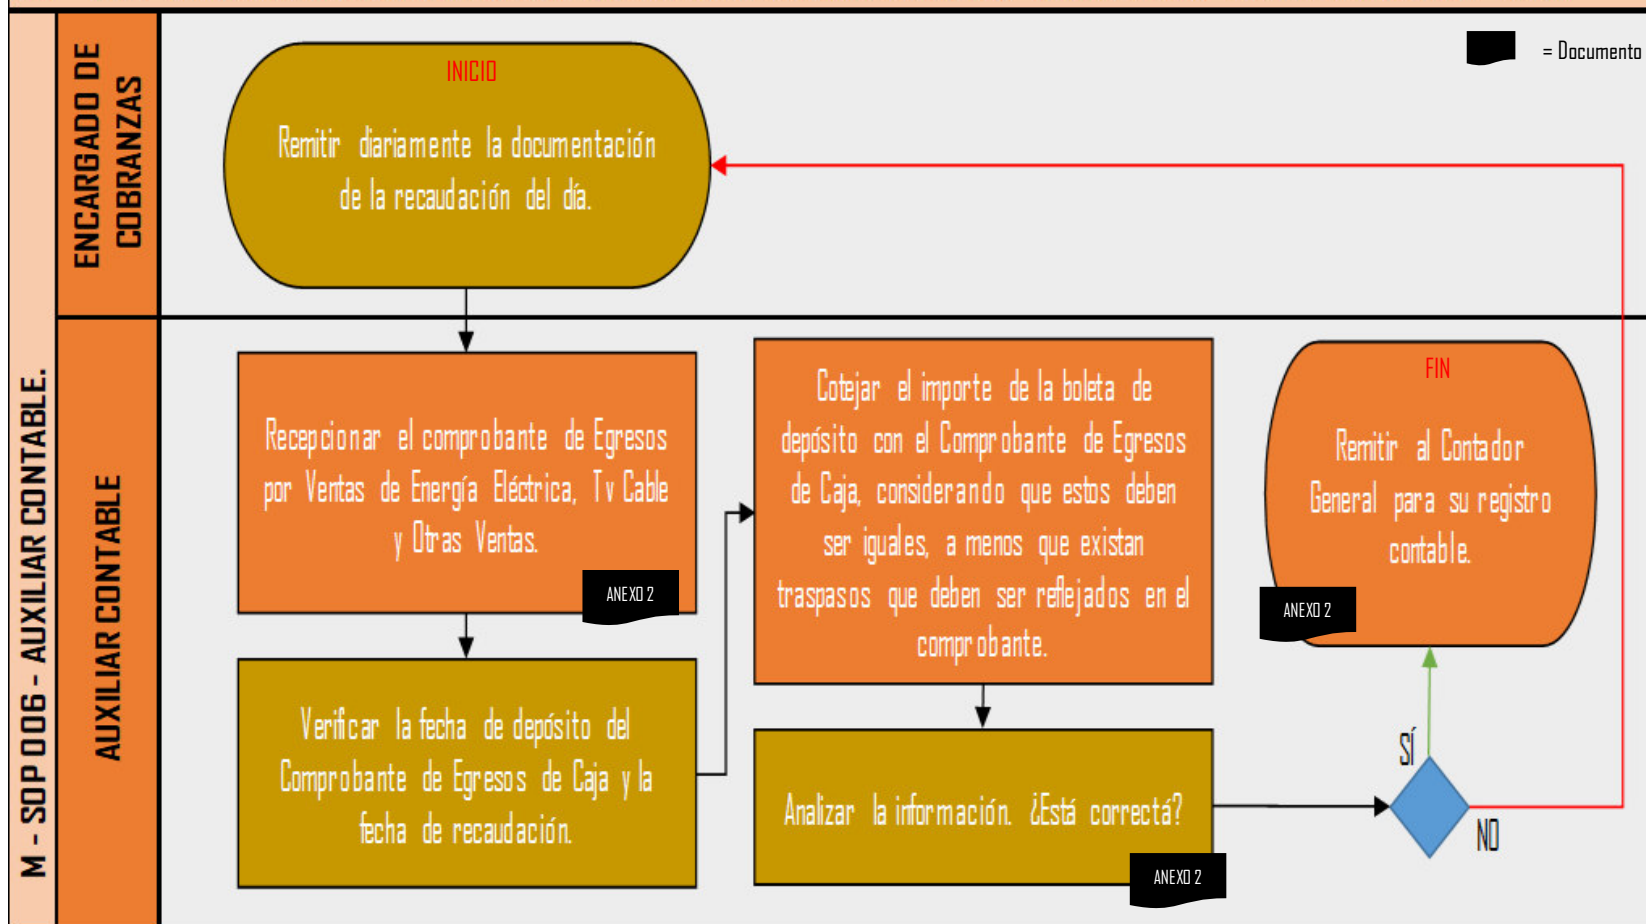 M - SOP 006 - AUXILIAR CONTABLE.
ENCARGADO DE
COBRANZAS
= Documento
INICIO
Remitir diariamente la documentación
de la recaudación del día.
AUXILIAR CONTABLE
Recepcionar el comprobante de Egresos
por Ventas de Energía Eléctrica, Tv Cable
y Otras Ventas.
ANEXO 2
Verificar la fecha de depósito del
Comprobante de Egresos de Caja y la
fecha de recaudación.
Cotejar el importe de la boleta de
depósito con el Comprobante de Egresos
de Caja, considerando que estos deben
ser iguales, a menos que existan
traspasos que deben ser reflejados en el
comprobante.
Analizar la información. ¿Está correctá?
ANEXO 2
SÍ
NO
FIN
Remitir al Contador
General para su registro
contable.
ANEXO 2